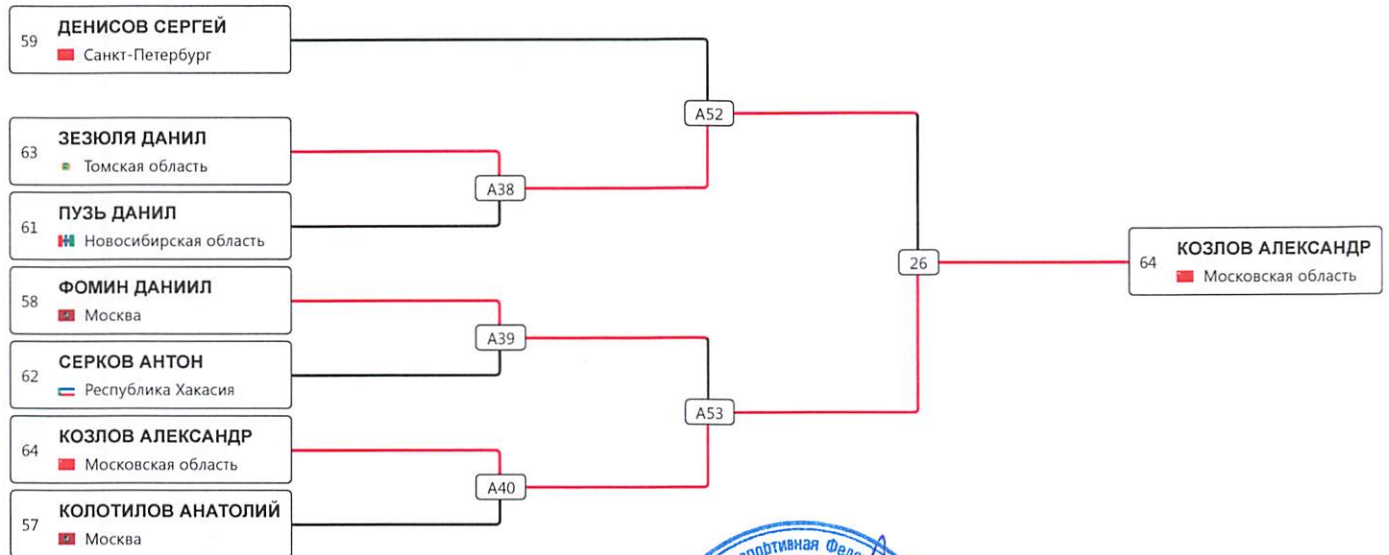 59 ДЕНИСОВ СЕРГЕЙ
Санкт-Петербург
A52
63 ЗЕЗЮЛЯ ДАНИЛ
Томская область
A38
61 ПУЗЬ ДАНИЛ
Новосибирская область
26
64 КОЗЛОВ АЛЕКСАНДР
Московская область
58 ФОМИН ДАНИИЛ
Москва
A39
62 СЕРКОВ АНТОН
Республика Хакасия
A53
64 КОЗЛОВ АЛЕКСАНДР
Московская область
A40
57 КОЛОТИЛОВ АНАТОЛИЙ
Москва